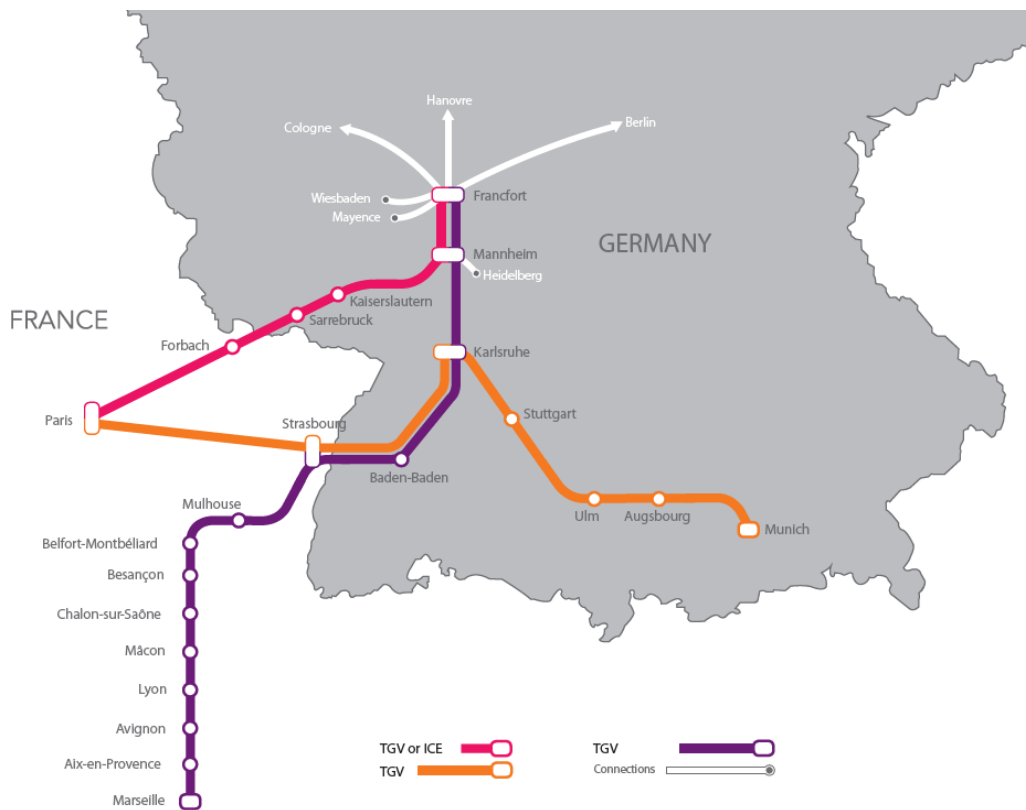 Hanovre
Cologne
Berlin
Wiesbaden
Francfort
Mayence
GERMANY
Mannheim
Heidelberg
Kaiserslautern
FRANCE
Sarrebruck
Forbach
Karlsruhe
Paris
Strasbourg
Stuttgart
Baden-Baden
Mulhouse
Ulm
Augsbourg
Munich
Belfort-Montbéliard
Besançon
Chalon-sur-Saône
Mâcon
Lyon
Avignon
Aix-en-Provence
Marseille
TGV or ICE
TGV
TGV
Connections